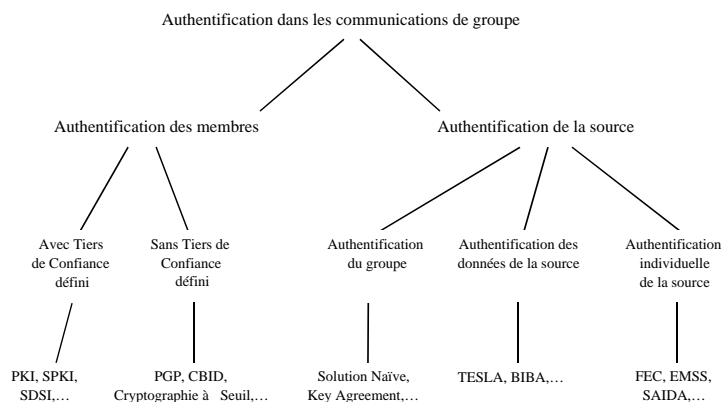 Authentification dans les communications de groupe
Authentification des membres
Authentification de la source
Avec Tiers
de Confiance
défini
Sans Tiers de
Confiance
défini
Authentification
du groupe
Authentification des
données de la source
Authentification
individuelle
de la source
PKI, SPKI,
SDSI,...
PGP, CBID,
Cryptographie à Seuil,...
Solution Naïve,
Key Agreement,...
TESLA, BIBA,...
FEC, EMSS,
SAIDA,...